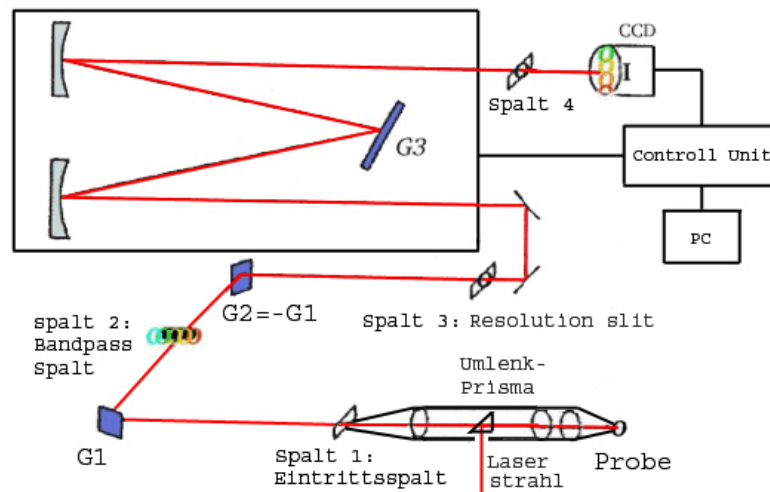 CCD
I
Spalt 4
G3
Controll Unit
PC
G2=-G1
Spalt 3: Resolution slit
spalt 2:
Bandpass
Spalt
Umlenk-
Prisma
G1
Spalt 1:
Eintrittsspalt
Laser
strahl
Probe